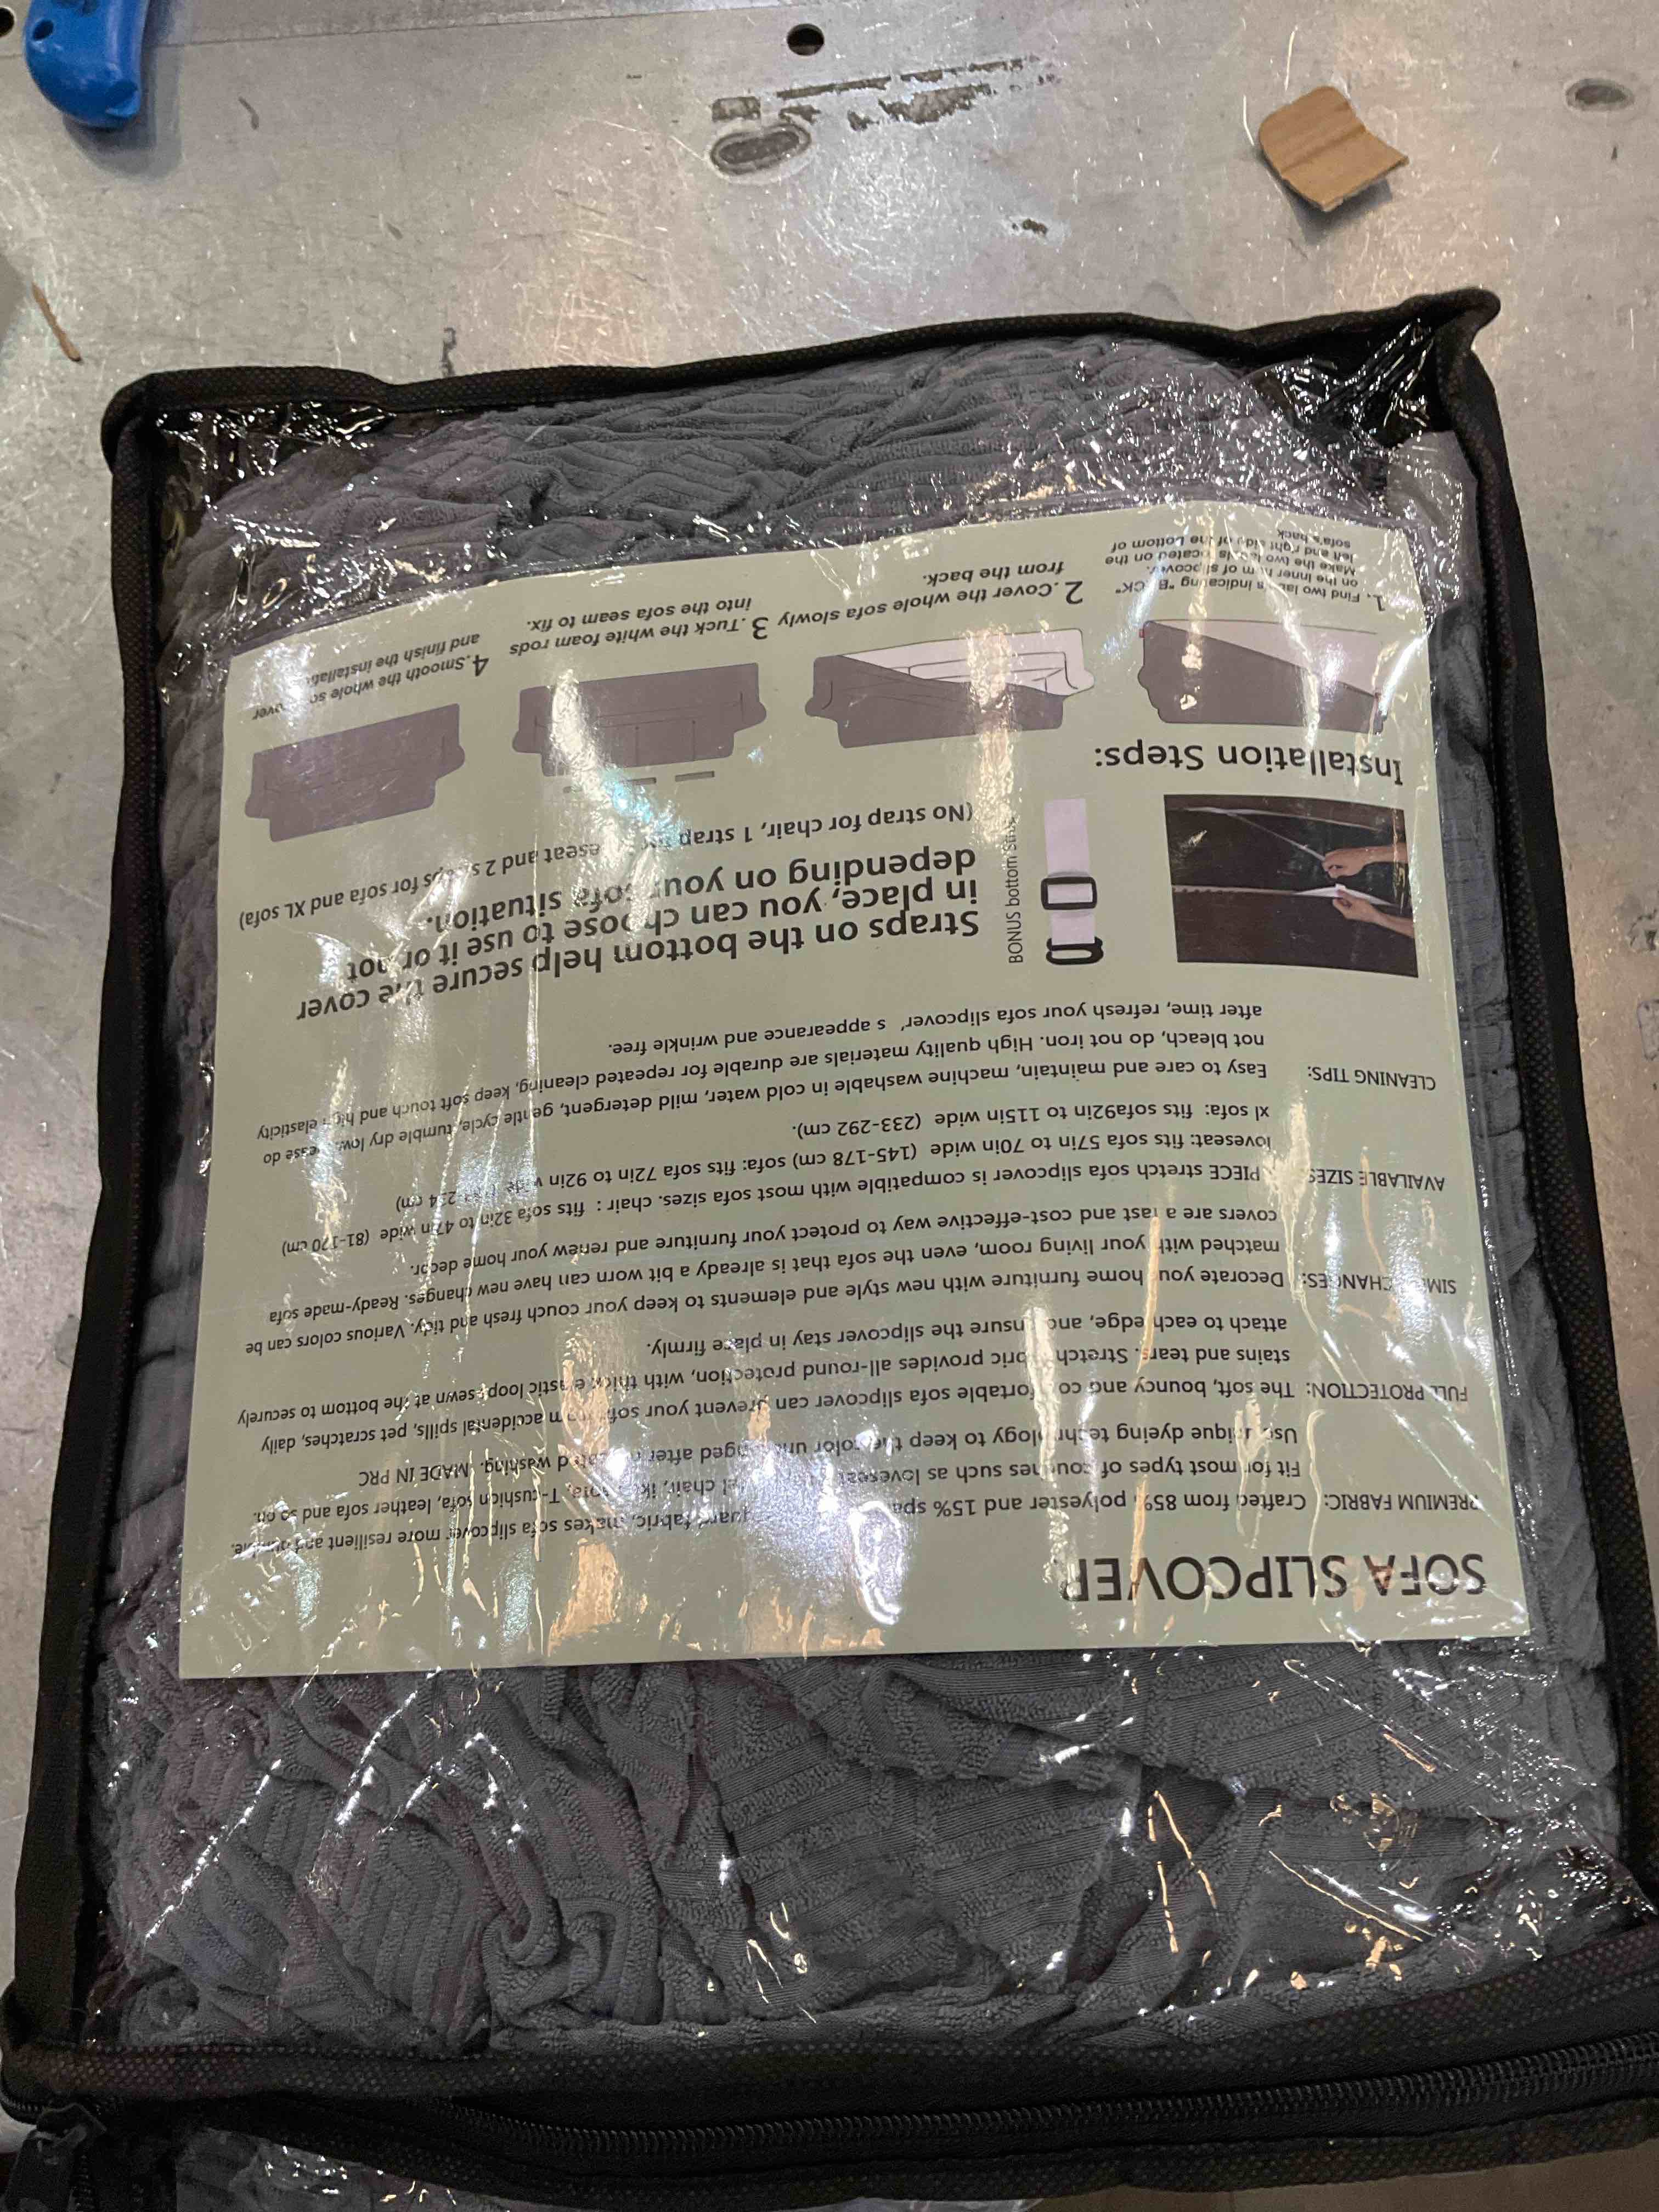 SOFA SLIPCOVER
PREMIUM FABRIC: Crafted from 85% polyester and 15% fabric, makes sofa slipcover more resilient and
Fit for most types of couches such as loveseat, chair, sofa, T-cushion sofa, leather sofa and so on.
Use unique dyeing technology to keep the color unchanged after repeated washing. MADE IN PRC
FULL PROTECTION: The soft, bouncy and comfortable sofa slipcover can prevent your sofa from accidental spills, pet scratches, daily
stains and tears. Stretch fabric provides all-round protection, with thick elastic loop sewn at the bottom to securely
attach to each edge, and ensure the slipcover stay in place firmly.
SIMPLE CHANGES: Decorate your home furniture with new style and elements to keep your couch fresh and tidy. Various colors can be
matched with your living room, even the sofa that is already a bit worn can have new changes. Ready-made sofa
covers are a fast and cost-effective way to protect your furniture and renew your home decor.
AVAILABLE SIZES PIECE stretch sofa slipcover is compatible with most sofa sizes. chair : fits sofa 32in to 47in wide (81-120 cm)
loveseat: fits sofa 57in to 70in wide (145-178 cm) sofa: fits sofa 72in to 92in wide cm)
xl sofa: fits sofa92in to 115in wide (233-292 cm).
CLEANING TIPS: Easy to care and maintain, machine washable in cold water, mild detergent, gentle cycle, tumble dry low, please do
not bleach, do not iron. High quality materials are durable for repeated cleaning, keep soft touch and high elasticity
after time, refresh your sofa slipcover's appearance and wrinkle free.
BONUS bottom
Straps on the bottom help secure the cover
in place, you can choose to use it or not
depending on your sofa situation.
(No strap for chair, 1 strap for loveseat and 2 straps for sofa and XL sofa)
Installation Steps:
1. Find two labels indicating "BACK"
on the inner hem of slipcover.
Make the two labels located on the
left and right side of the bottom of
sofa's back
2.Cover the whole sofa slowly
from the back.
3.Tuck the white foam rods
into the sofa seam to fix.
4.Smooth the whole
and finish the installation